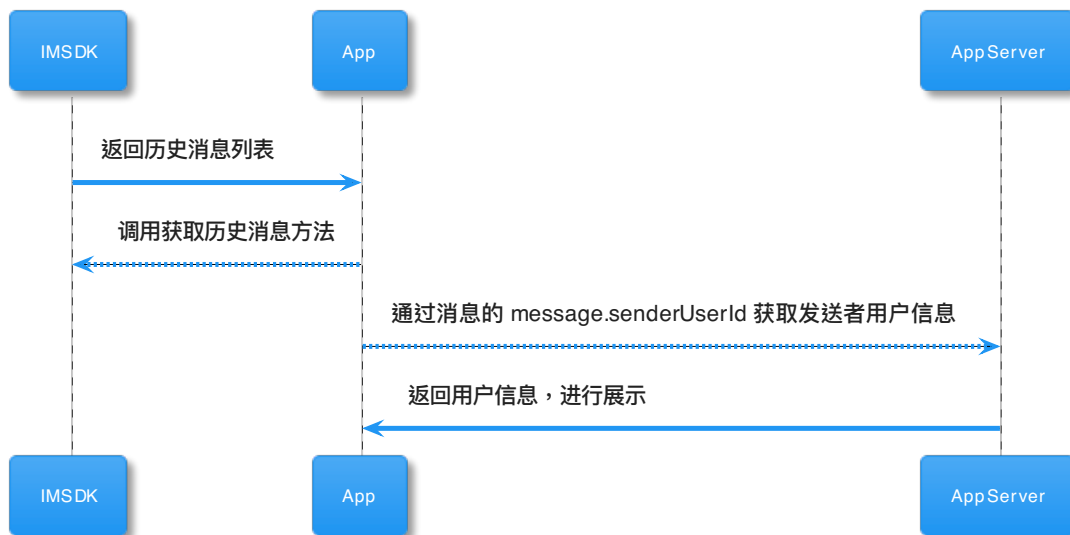 IMSDK
App
AppServer
返回历史消息列表
调用获取历史消息方法
通过消息的 message.senderUserId 获取发送者用户信息
返回用户信息，进行展示
IMSDK
App
AppServer